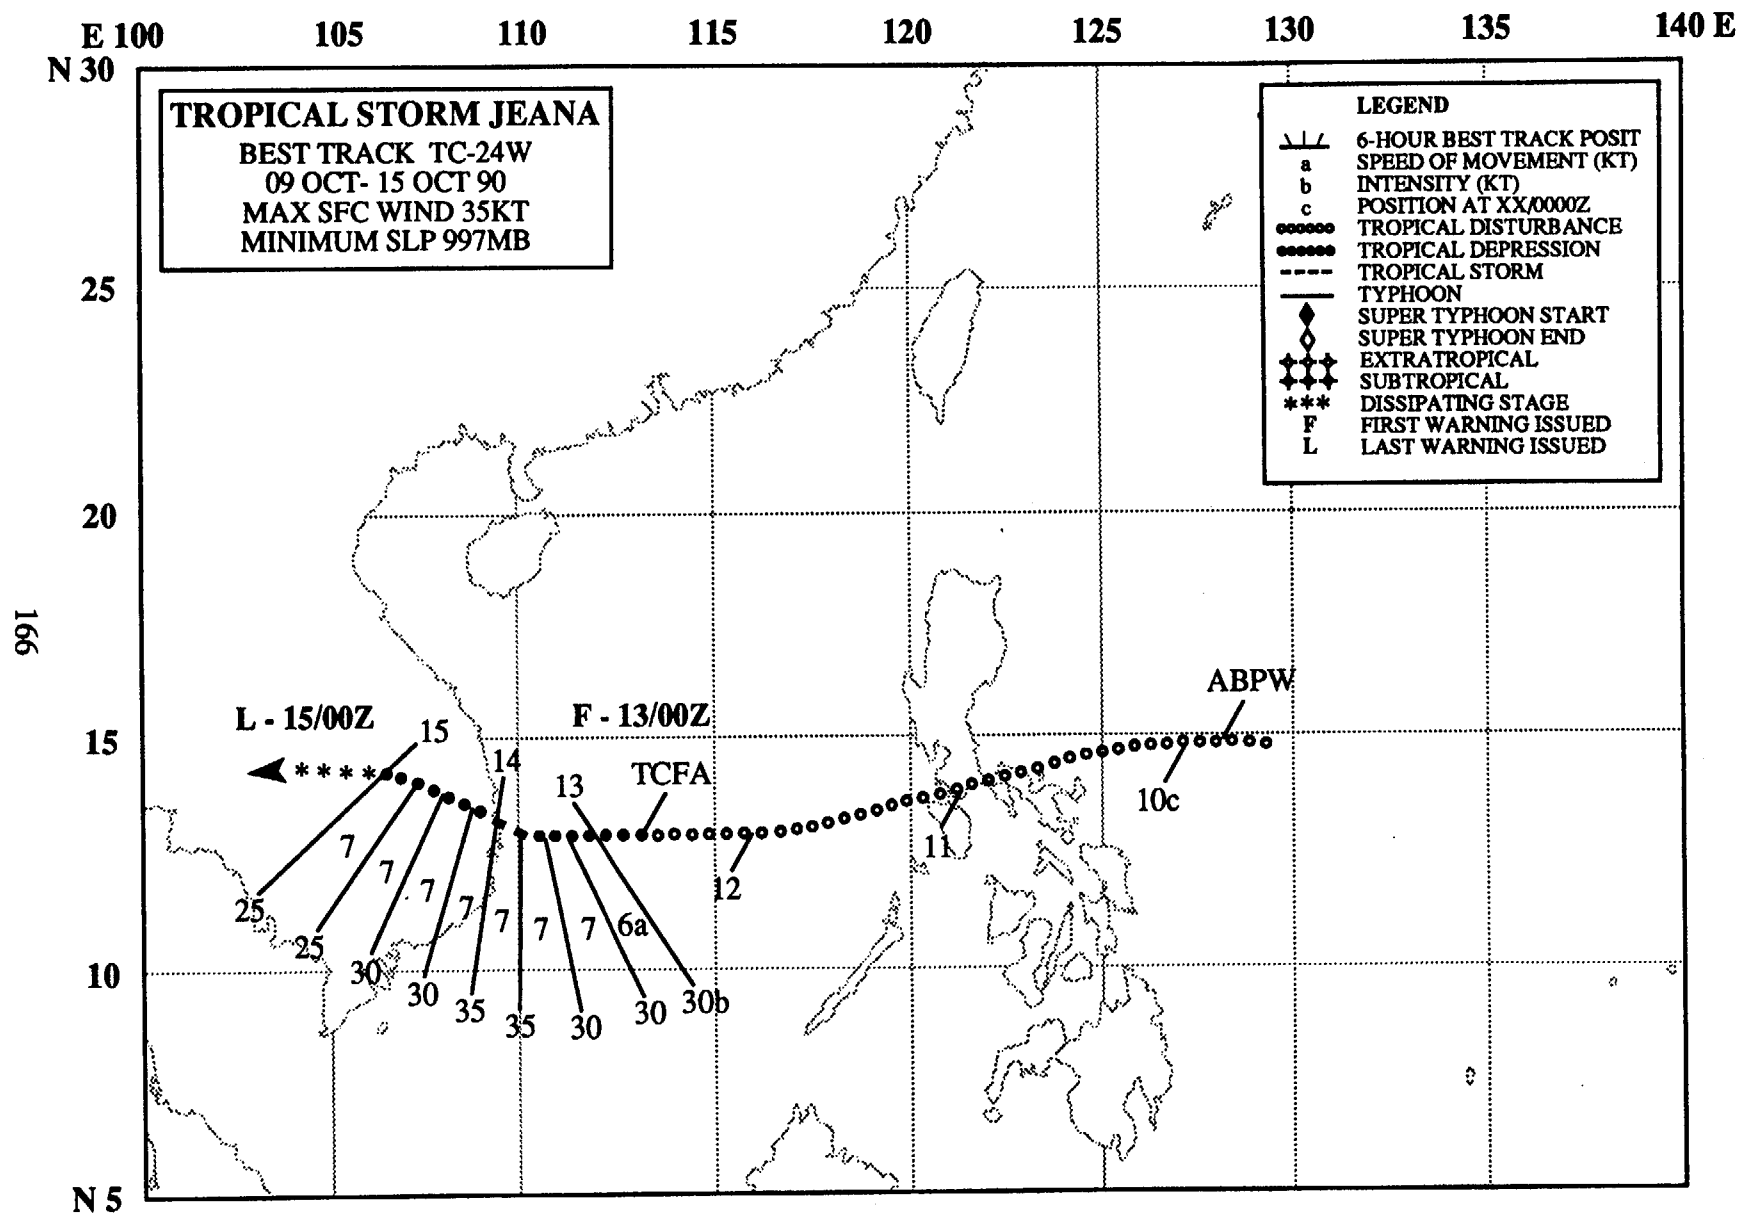 E 100 105 110 115 120 125 130 135 140 E
N 30
TROPICAL STORM JEANA
BEST TRACK TC-24W
09 OCT- 15 OCT 90
MAX SFC WIND 35KT
MINIMUM SLP 997MB
LEGEND
6-HOUR BEST TRACK POSIT
a SPEED OF MOVEMENT (KT)
b INTENSITY (KT)
c POSITION AT XX/0000Z
TROPICAL DISTURBANCE
TROPICAL DEPRESSION
TROPICAL STORM
TYPHOON
SUPER TYPHOON START
SUPER TYPHOON END
EXTRATROPICAL
SUBTROPICAL
*** DISSIPATING STAGE
F FIRST WARNING ISSUED
L LAST WARNING ISSUED
25
20
166
ABPW
L - 15/00Z
F - 13/00Z
15
15
14
13
TCFA
10c
11
12
7
7
7
7
7
7
7
6a
25
25
30
30
35
35
30
30
30b
10
N 5